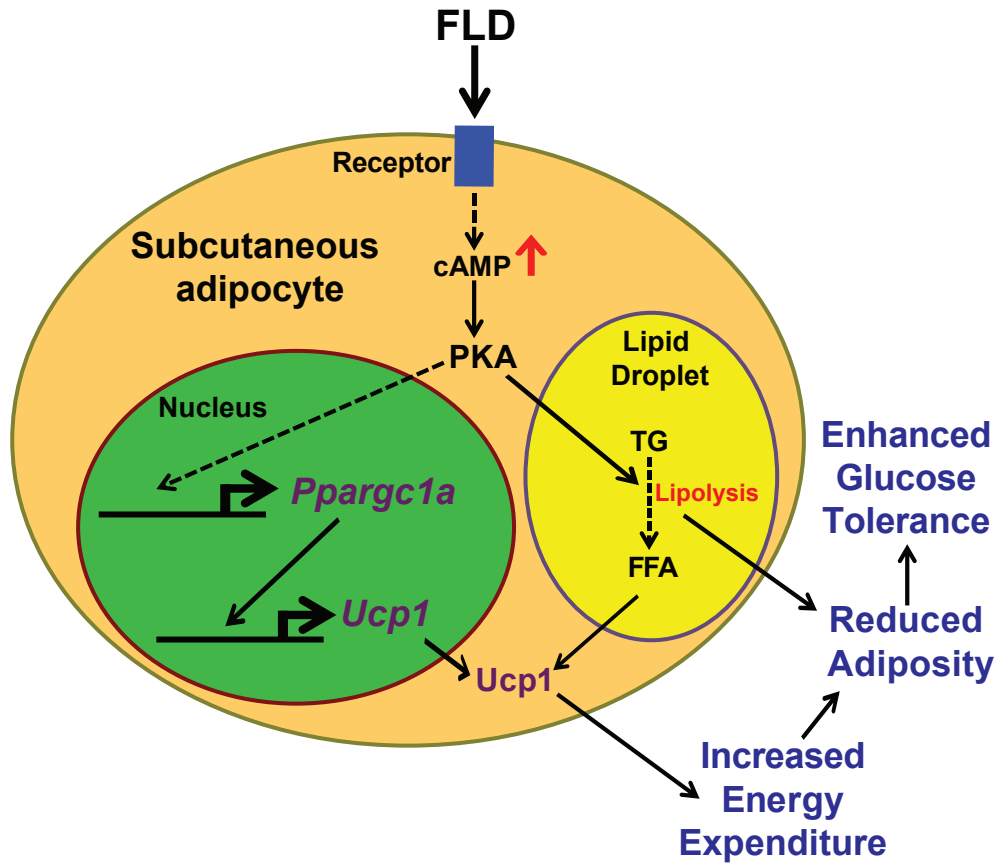 FLD
Receptor
Subcutaneous
adipocyte
cAMP
PKA
Lipid
Droplet
Nucleus
TG
Lipolysis
FFA
Ppargc1a
Ucp1
Ucp1
Enhanced
Glucose
Tolerance
Reduced
Adiposity
Increased
Energy
Expenditure